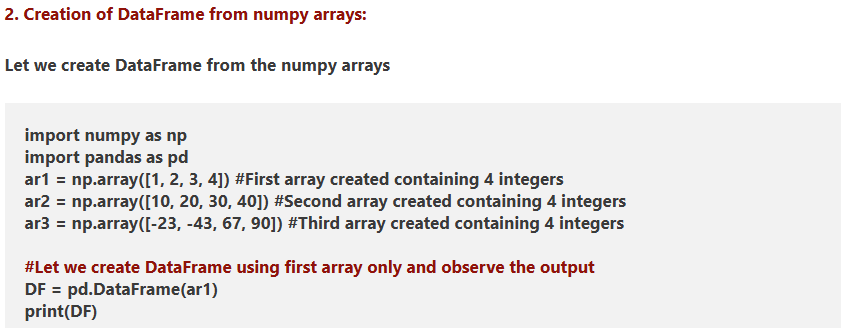 2. Creation of DataFrame from numpy arrays:
Let we create DataFrame from the numpy arrays
import numpy as np
import pandas as pd
ar1 = np.array([1, 2, 3, 4]) #First array created containing 4 integers
ar2 = np.array([10, 20, 30, 40]) #Second array created containing 4 integers
ar3 = np.array([-23, -43, 67, 90]) #Third array created containing 4 integers
#Let we create DataFrame using first array only and observe the output
DF = pd.DataFrame(ar1)
print(DF)